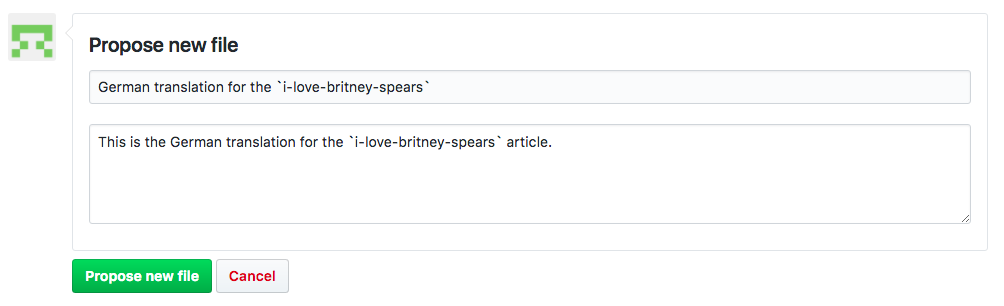 Propose new file
German translation for the `i-love-britney-spears`
This is the German translation for the `i-love-britney-spears` article.
Propose new file Cancel